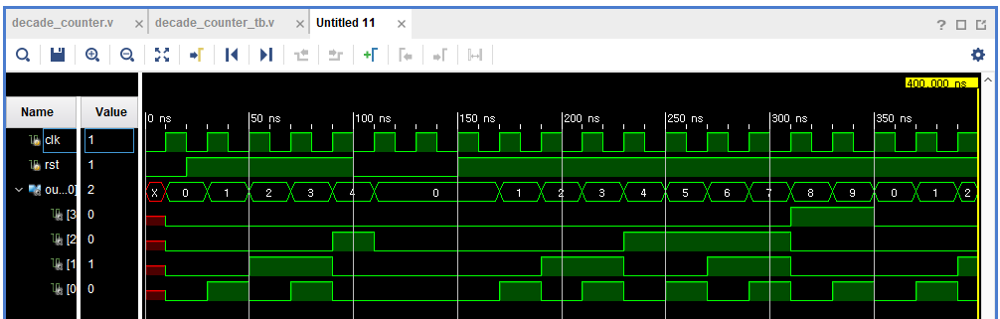 decade_counter.v × decade_counter_tb.v × Untitled 11 ×
?
400.000 ns
Name Value
0 ns 50 ns 100 ns 150 ns 200 ns 250 ns 300 ns 350 ns
clk 1
rst 1
ou...0] 2 X 0 1 2 3 4 0 1 2 3 4 5 6 7 8 9 0 1 2
[3 0
[2 0
[1 1
[0 0